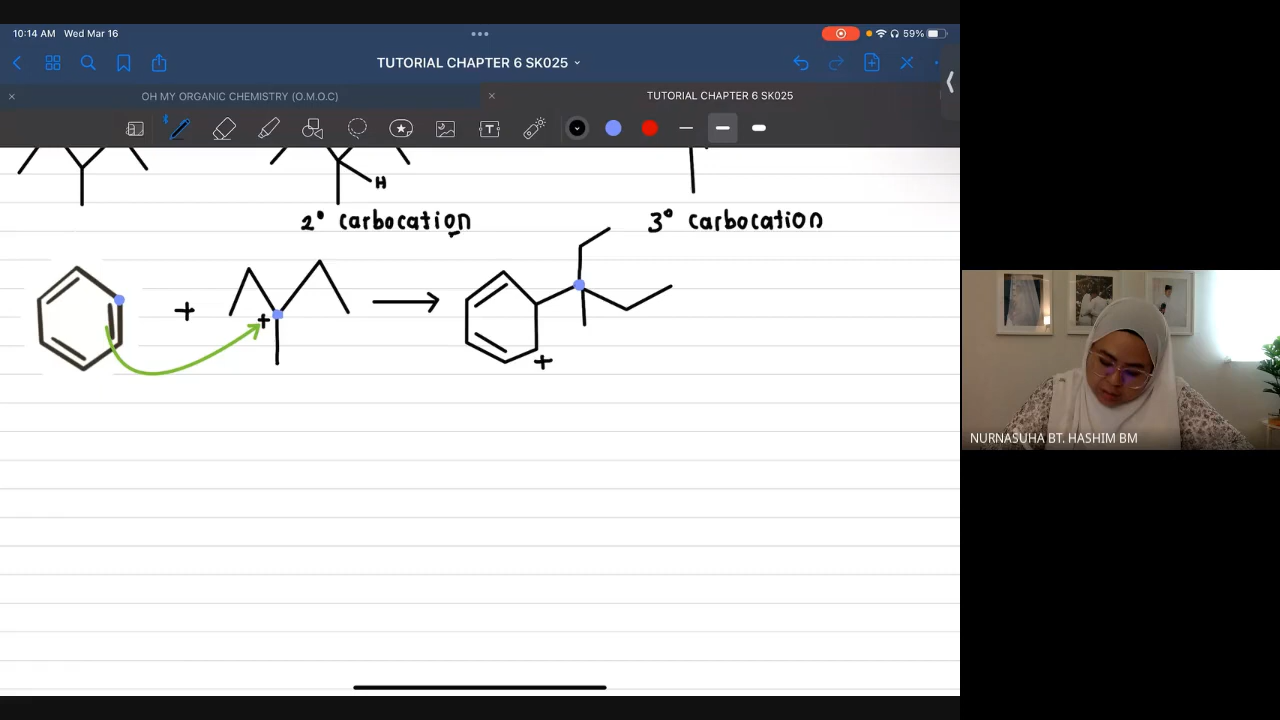 10:14 AM Wed Mar 16
59%
TUTORIAL CHAPTER 6 SK025
OH MY ORGANIC CHEMISTRY (O.M.O.C)
TUTORIAL CHAPTER 6 SK025
T
H
2° carbocation
3° carbocation
+
+
+
NURNASUHA BT. HASHIM BM